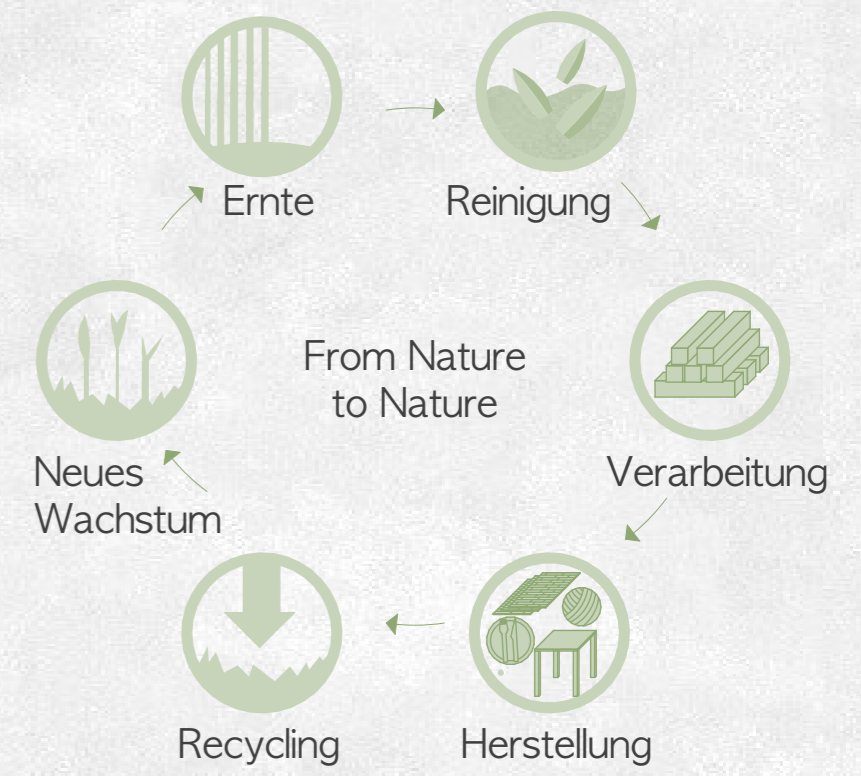 Ernte
Reinigung
From Nature
to Nature
Neues
Wachstum
Verarbeitung
Recycling
Herstellung